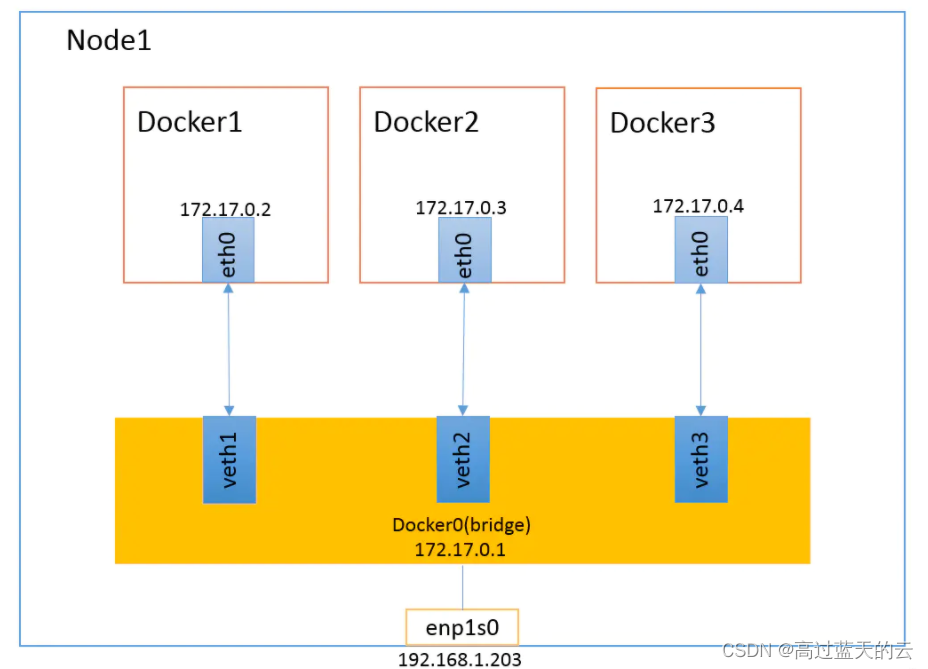 Node1
Docker1
Docker2
Docker3
172.17.0.2
172.17.0.3
172.17.0.4
eth0
eth0
eth0
veth1
veth2
veth3
Docker0(bridge)
172.17.0.1
enp1s0
192.168.1.203
CSDN @高过蓝天的云